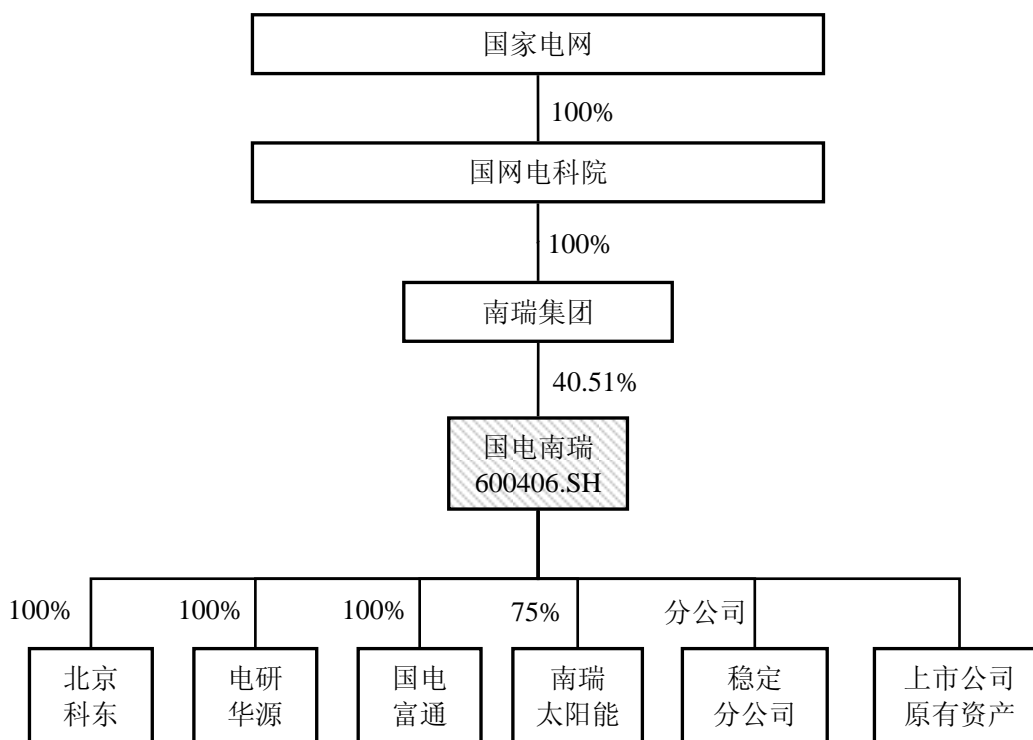 国家电网
100%
国网电科院
100%
南瑞集团
40.51%
国电南瑞
600406.SH
100%
100%
100%
75%
分公司
北京
科东
电研
华源
国电
富通
南瑞
太阳能
稳定
分公司
上市公司
原有资产